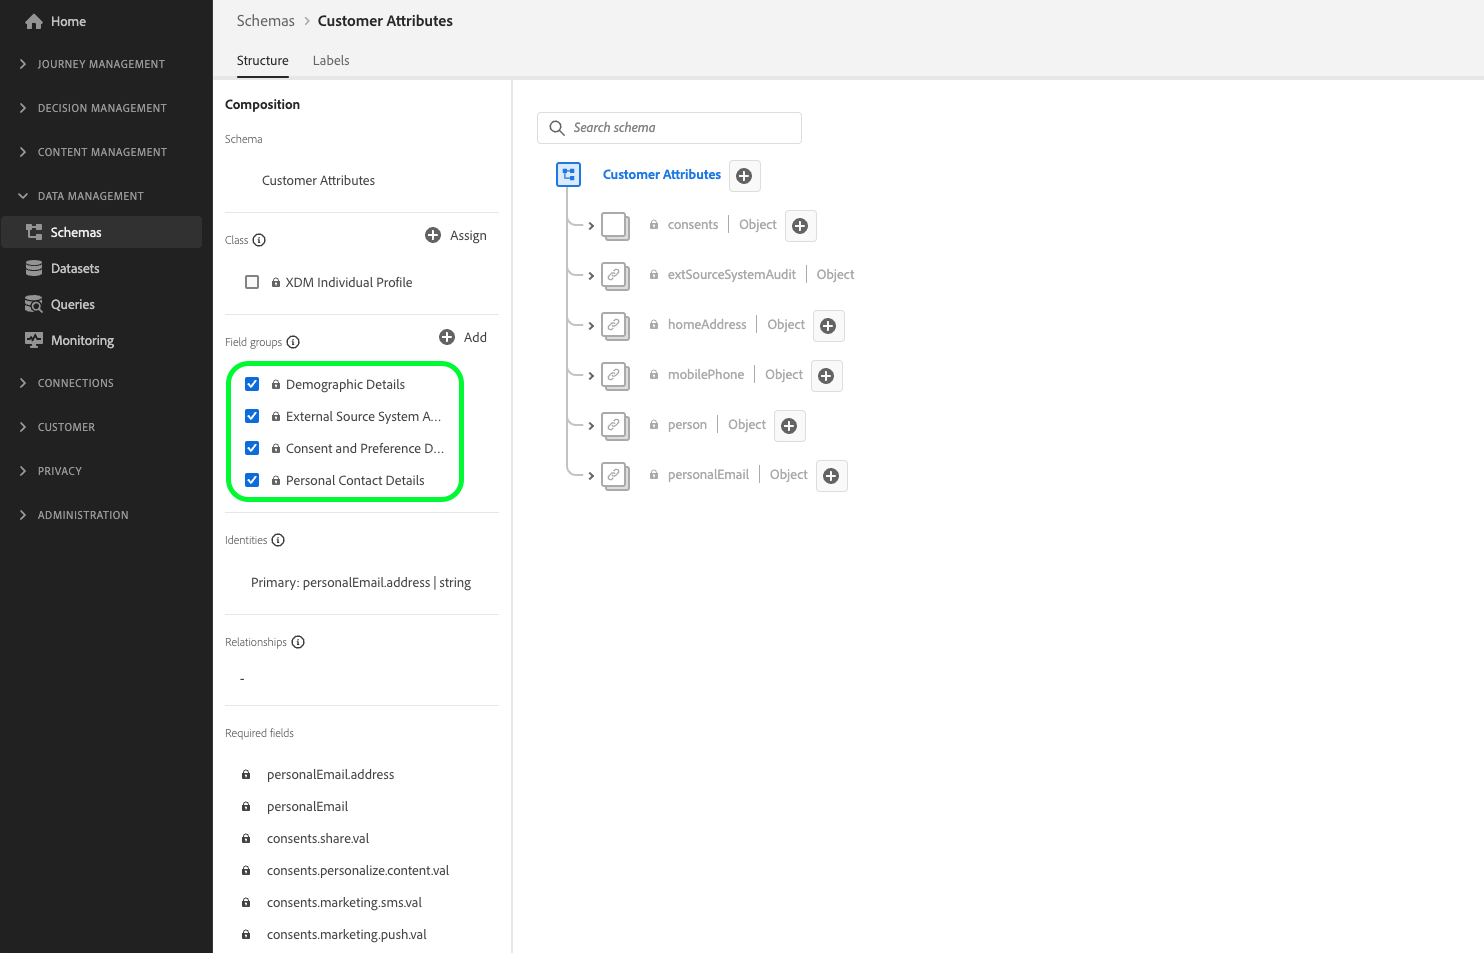 Home
JOURNEY MANAGEMENT
DECISION MANAGEMENT
CONTENT MANAGEMENT
DATA MANAGEMENT
Schemas
Datasets
Queries
Monitoring
CONNECTIONS
CUSTOMER
PRIVACY
ADMINISTRATION
Schemas > Customer Attributes
Structure Labels
Composition
Schema
Customer Attributes
Class Assign
XDM Individual Profile
Field groups Add
Demographic Details
External Source System A...
Consent and Preference D...
Personal Contact Details
Identities
Primary: personalEmail.address | string
Relationships
-
Required fields
personalEmail.address
personalEmail
consents.share.val
consents.personalize.content.val
consents.marketing.sms.val
consents.marketing.push.val
Search schema
Customer Attributes
consents | Object
extSourceSystemAudit | Object
homeAddress | Object
mobilePhone | Object
person | Object
personalEmail | Object